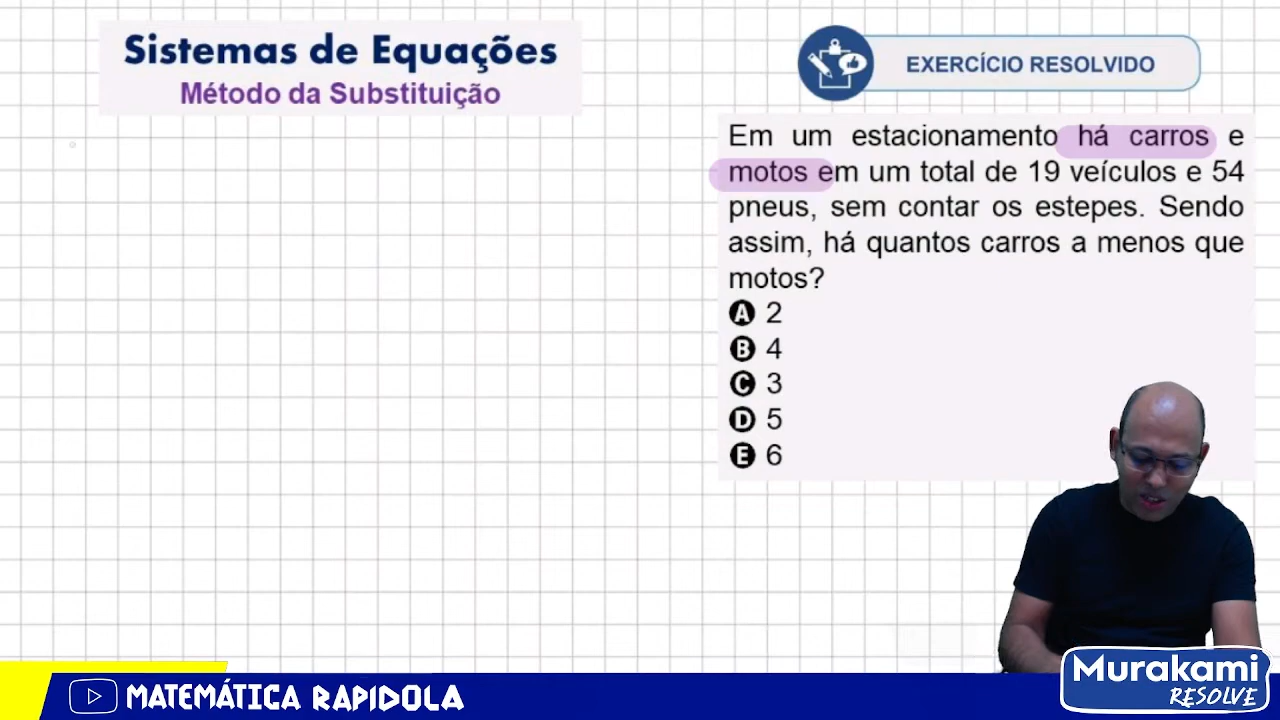 Sistemas de Equações
Método da Substituição
EXERCÍCIO RESOLVIDO
Em um estacionamento há carros e
motos em um total de 19 veículos e 54
pneus, sem contar os estepes. Sendo
assim, há quantos carros a menos que
motos?
A 2
B 4
C 3
D 5
E 6
MATEMÁTICA RAPIDOLA
Murakami
RESOLVE